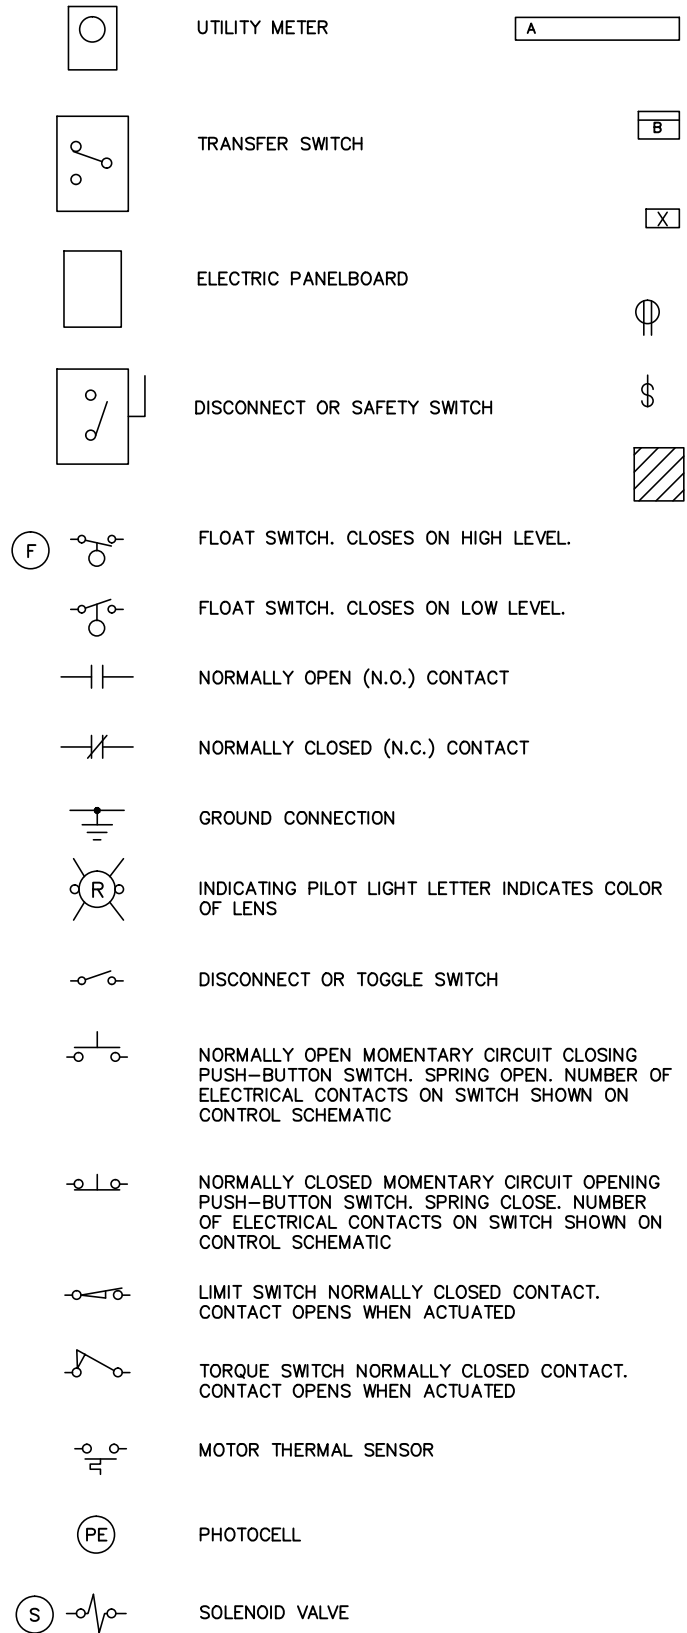 UTILITY METER
A
TRANSFER SWITCH
B
X
ELECTRIC PANELBOARD
$
DISCONNECT OR SAFETY SWITCH
F
FLOAT SWITCH. CLOSES ON HIGH LEVEL.
FLOAT SWITCH. CLOSES ON LOW LEVEL.
NORMALLY OPEN (N.O.) CONTACT
NORMALLY CLOSED (N.C.) CONTACT
GROUND CONNECTION
R
INDICATING PILOT LIGHT LETTER INDICATES COLOR
OF LENS
DISCONNECT OR TOGGLE SWITCH
NORMALLY OPEN MOMENTARY CIRCUIT CLOSING
PUSH-BUTTON SWITCH. SPRING OPEN. NUMBER OF
ELECTRICAL CONTACTS ON SWITCH SHOWN ON
CONTROL SCHEMATIC
NORMALLY CLOSED MOMENTARY CIRCUIT OPENING
PUSH-BUTTON SWITCH. SPRING CLOSE. NUMBER
OF ELECTRICAL CONTACTS ON SWITCH SHOWN ON
CONTROL SCHEMATIC
LIMIT SWITCH NORMALLY CLOSED CONTACT.
CONTACT OPENS WHEN ACTUATED
TORQUE SWITCH NORMALLY CLOSED CONTACT.
CONTACT OPENS WHEN ACTUATED
MOTOR THERMAL SENSOR
PE
PHOTOCELL
S
SOLENOID VALVE